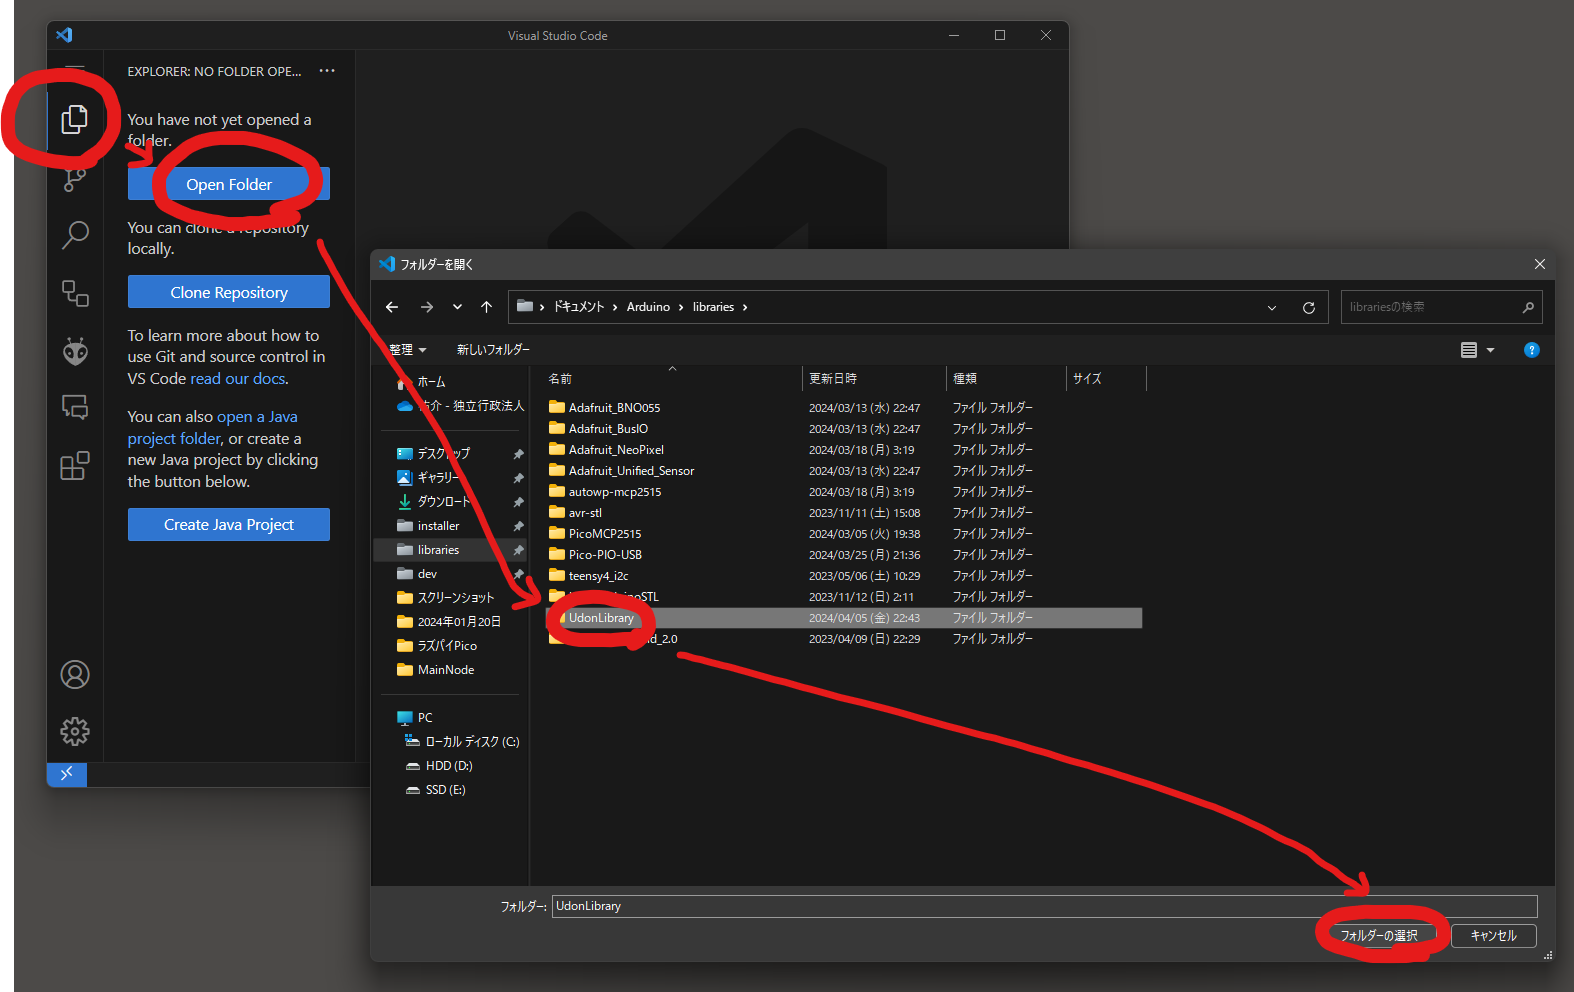 Visual Studio Code
EXPLORER: NO FOLDER OPE...
You have not yet opened a
folder.
Open Folder
You can clone a repository
locally.
Clone Repository
To learn more about how to
use Git and source control in
VS Code read our docs.
You can also open a Java
project folder, or create a
new Java project by clicking
the button below.
Create Java Project
フォルダーを開く
ドキュメント > Arduino > libraries >
librariesの検索
整理
新しいフォルダー
名前 更新日時 種類 サイズ
ホーム
佑介 - 独立行政法人
デスクトップ
ギャラリー
ダウンロード
installer
libraries
dev
スクリーンショット
2024年01月20日
ラズパイPico
MainNode
PC
ローカル ディスク (C:)
HDD (D:)
SSD (E:)
Adafruit_BNO055 2024/03/13 (水) 22:47 ファイル フォルダー
Adafruit_BusIO 2024/03/13 (水) 22:47 ファイル フォルダー
Adafruit_NeoPixel 2024/03/18 (月) 3:19 ファイル フォルダー
Adafruit_Unified_Sensor 2024/03/13 (水) 22:47 ファイル フォルダー
autowp-mcp2515 2024/03/18 (月) 3:19 ファイル フォルダー
avr-stl 2023/11/11 (土) 15:08 ファイル フォルダー
PicoMCP2515 2024/03/05 (火) 19:38 ファイル フォルダー
Pico-PIO-USB 2024/03/25 (月) 21:36 ファイル フォルダー
teensy4_i2c 2023/05/06 (土) 10:29 ファイル フォルダー
2023/11/12 (日) 2:11 ファイル フォルダー
UdonLibrary 2024/04/05 (金) 22:43 ファイル フォルダー
2023/04/09 (日) 22:29 ファイル フォルダー
フォルダー: UdonLibrary
フォルダーの選択 キャンセル